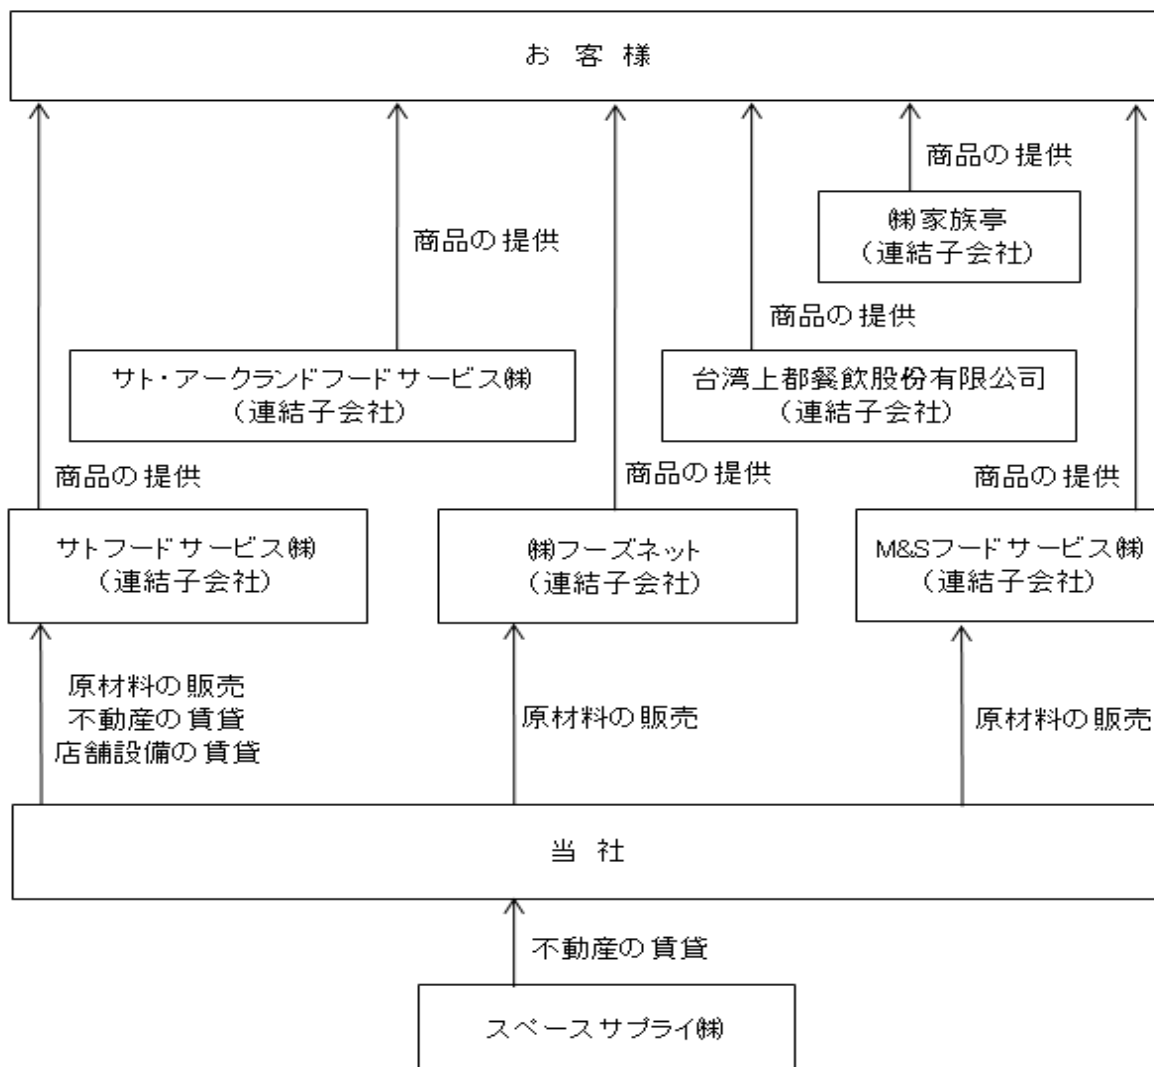 お客様
商品の提供
㈱家族亭
（連結子会社）
商品の提供
商品の提供
サト・アークランドフードサービス㈱
（連結子会社）
台湾上都餐飲股份有限公司
（連結子会社）
商品の提供
商品の提供
商品の提供
サトフードサービス㈱
（連結子会社）
㈱フーズネット
（連結子会社）
M&Sフードサービス㈱
（連結子会社）
原材料の販売
不動産の賃貸
店舗設備の賃貸
原材料の販売
原材料の販売
当社
不動産の賃貸
スペースサプライ㈱